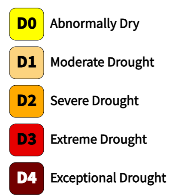 D0 Abnormally Dry
D1 Moderate Drought
D2 Severe Drought
D3 Extreme Drought
D4 Exceptional Drought